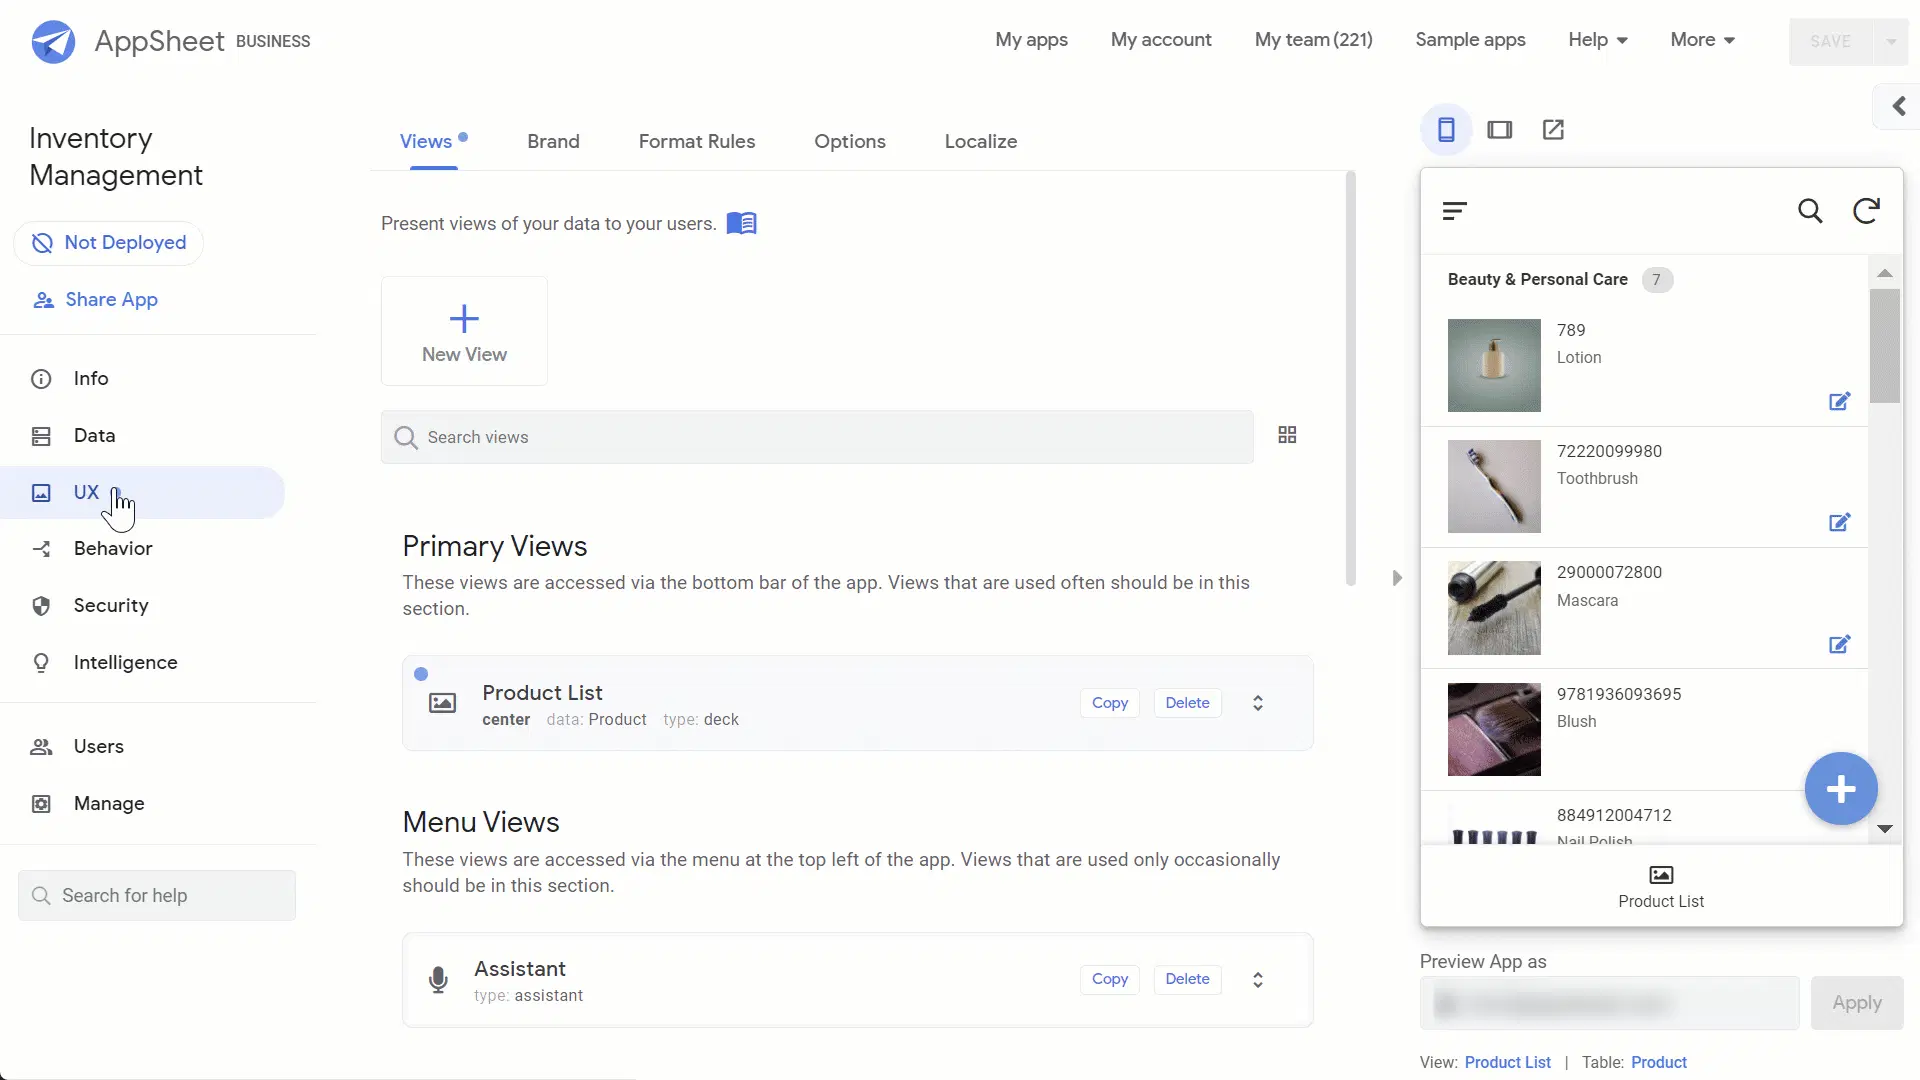 AppSheet BUSINESS
My apps
My account
My team (221)
Sample apps
Help
More
SAVE
Inventory
Management
Not Deployed
Share App
Info
Data
UX
Behavior
Security
Intelligence
Users
Manage
Search for help
Views
Brand
Format Rules
Options
Localize
Present views of your data to your users.
New View
Search views
Primary Views
These views are accessed via the bottom bar of the app. Views that are used often should be in this
section.
Product List
center data: Product type: deck
Copy
Delete
Menu Views
These views are accessed via the menu at the top left of the app. Views that are used only occasionally
should be in this section.
Assistant
type: assistant
Copy
Delete
Beauty & Personal Care 7
789
Lotion
72220099980
Toothbrush
29000072800
Mascara
9781936093695
Blush
884912004712
Nail Polish
Product List
Preview App as
Apply
View: Product List | Table: Product